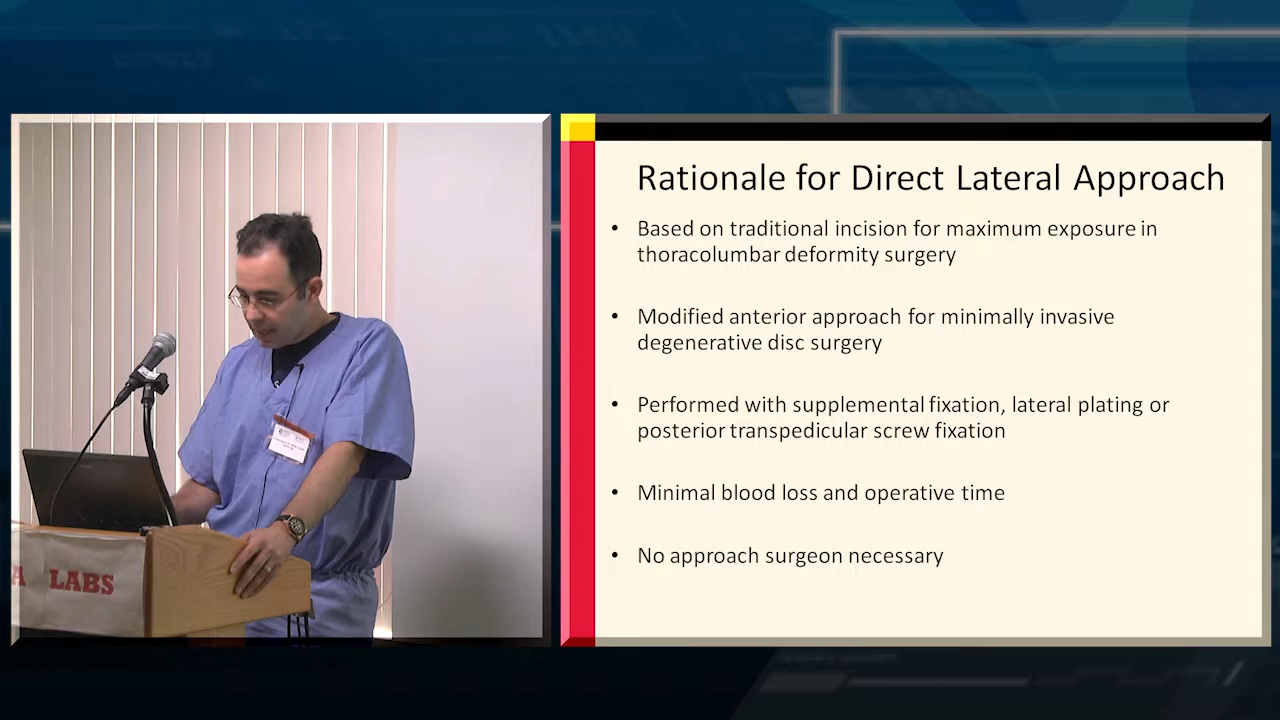 A LABS
Rationale for Direct Lateral Approach
• Based on traditional incision for maximum exposure in
thoracolumbar deformity surgery
• Modified anterior approach for minimally invasive
degenerative disc surgery
• Performed with supplemental fixation, lateral plating or
posterior transpedicular screw fixation
• Minimal blood loss and operative time
• No approach surgeon necessary